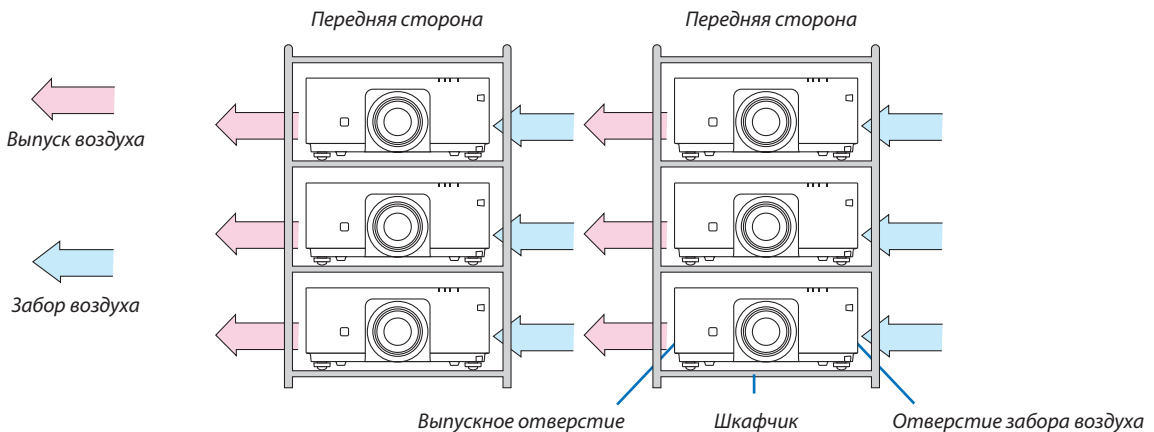 Передняя сторона
Передняя сторона
Выпуск воздуха
Забор воздуха
Выпускное отверстие
Шкафчик
Отверстие забора воздуха